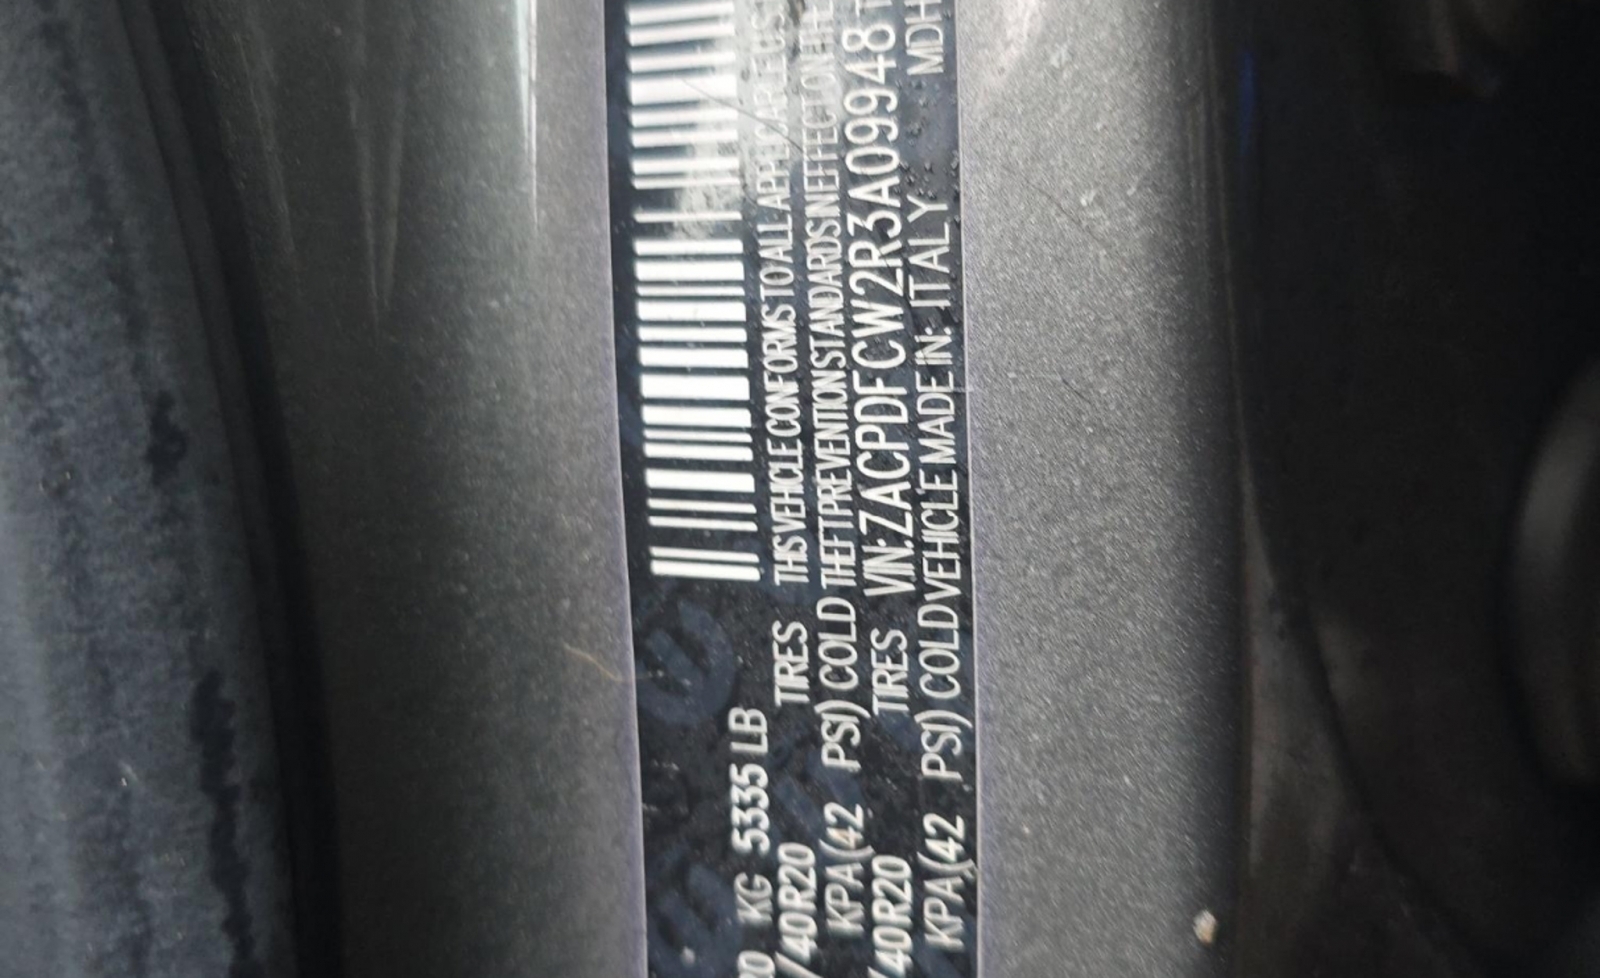 KG 5335 LB
/40R20 TIRES THIS VEHICLE CONFORMS TO ALL
KPA(42 PSI) COLD THEFT PREVENTION STANDARDS IN EFFECT ON THE
/40R20 TIRES VIN:ZACPDFCW2R3A09948
KPA(42 PSI) COLD VEHICLE MADE IN: ITALY MDH